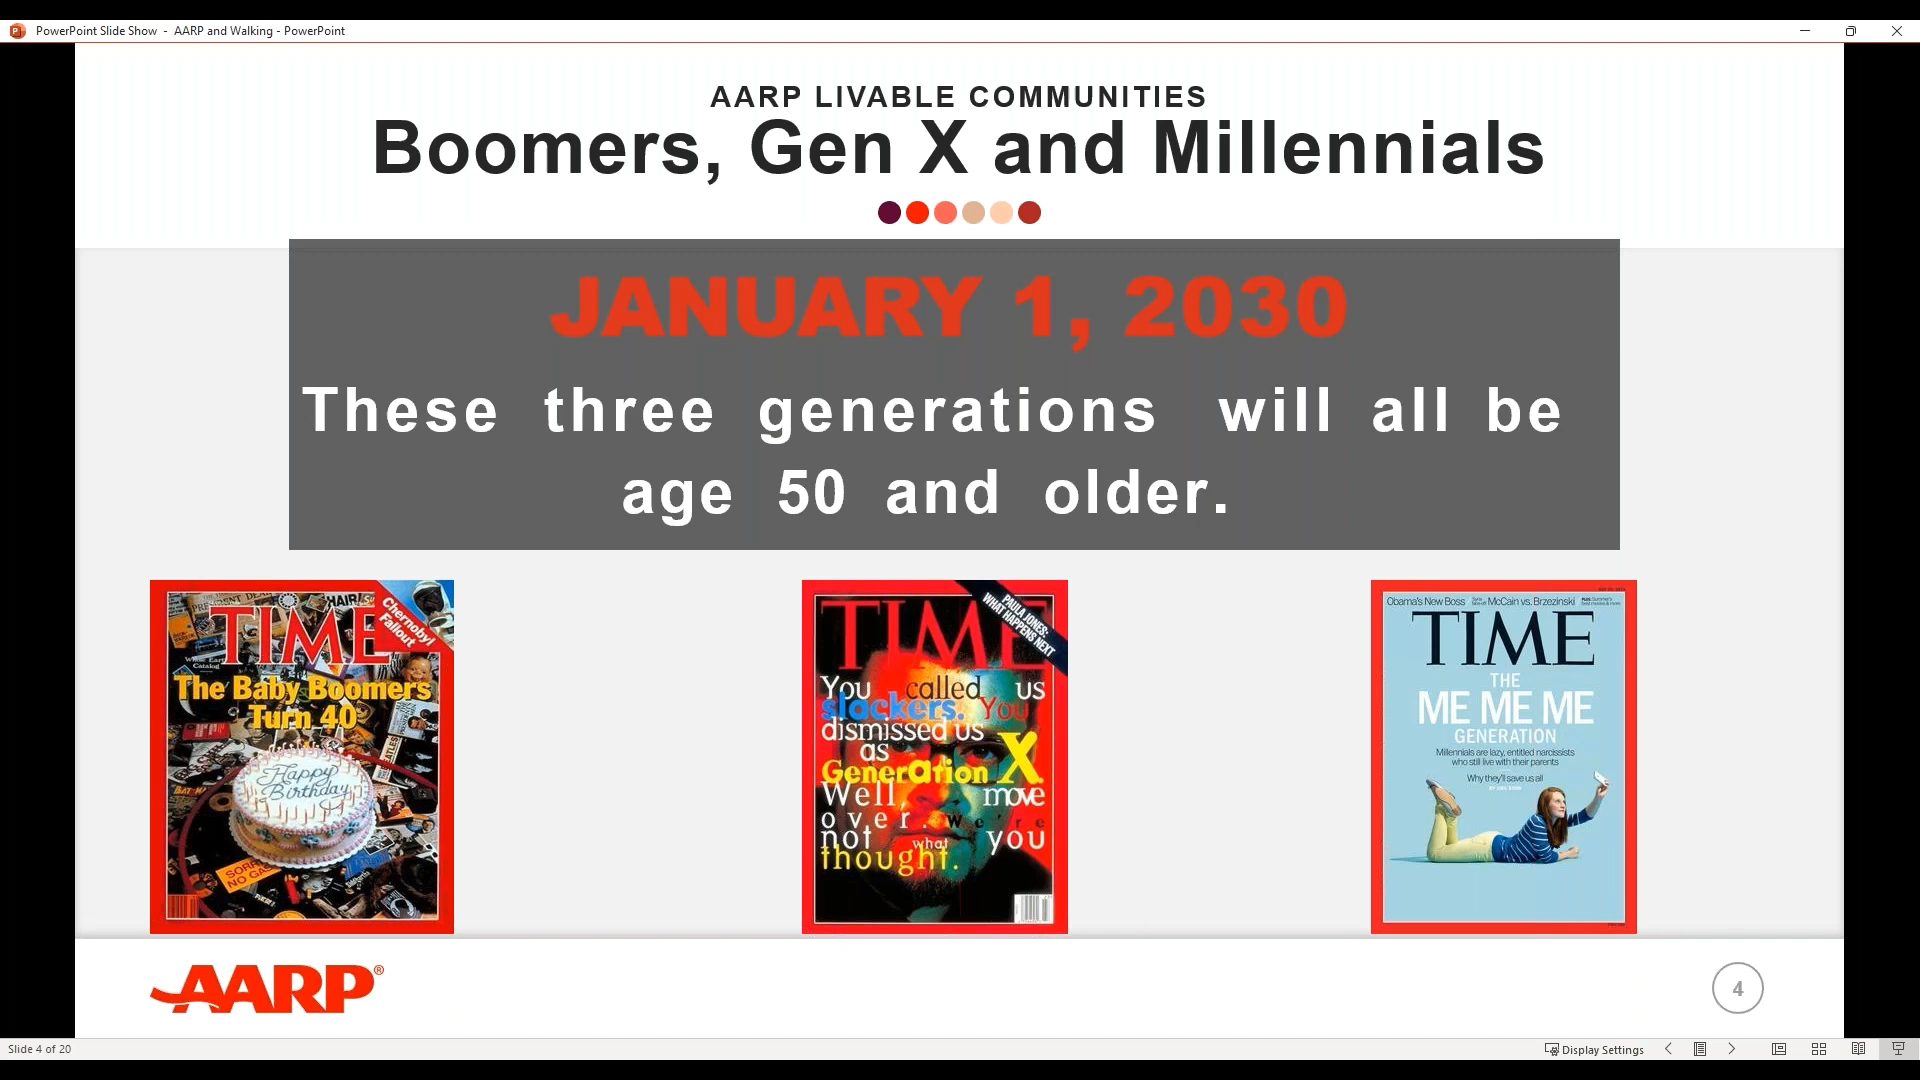 PowerPoint Slide Show - AARP and Walking - PowerPoint
AARP LIVABLE COMMUNITIES
Boomers, Gen X and Millennials
JANUARY 1, 2030
These three generations will all be
age 50 and older.
TIME
Chernobyl
Fallout
The Baby Boomers
Turn 40
Happy
Birthday
TIME
PAULA JONES:
WHAT HAPPENS NEXT
You called us
slackers. You
dismissed us
as
Generation X.
Well, move
over. We're
not what you
thought.
Obama's New Boss McCain vs. Brzezinski
TIME
THE
ME ME ME
GENERATION
Millennials are lazy, entitled narcissists
who still live with their parents
Why they'll save us all
AARP®
4
Slide 4 of 20
Display Settings